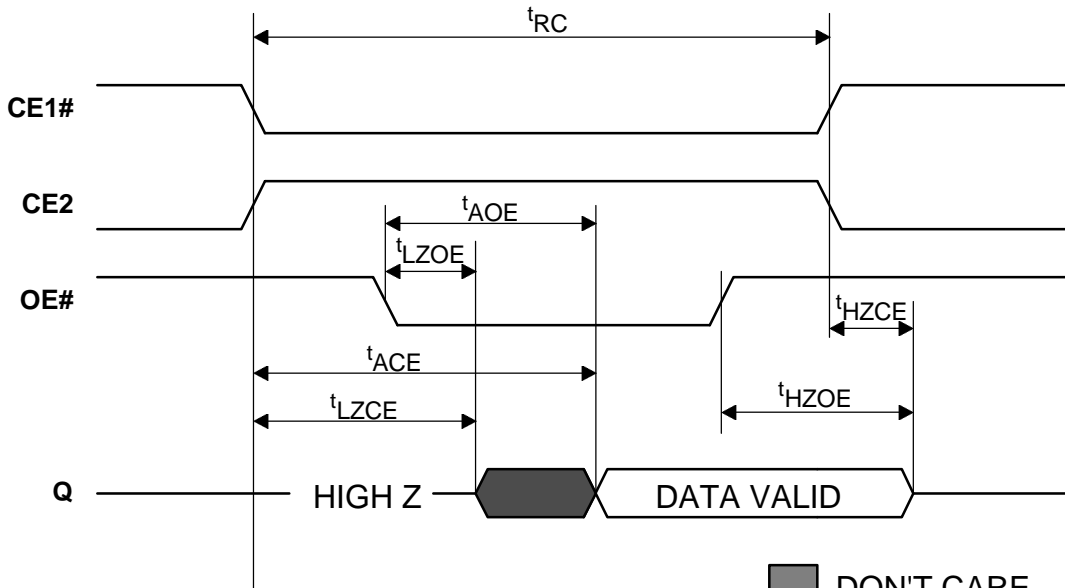 tRC
CE1#
CE2
tAOE
tLZOE
OE#
tHZCE
tACE
tHZOE
tLZCE
Q HIGH Z DATA VALID
DON'T CARE